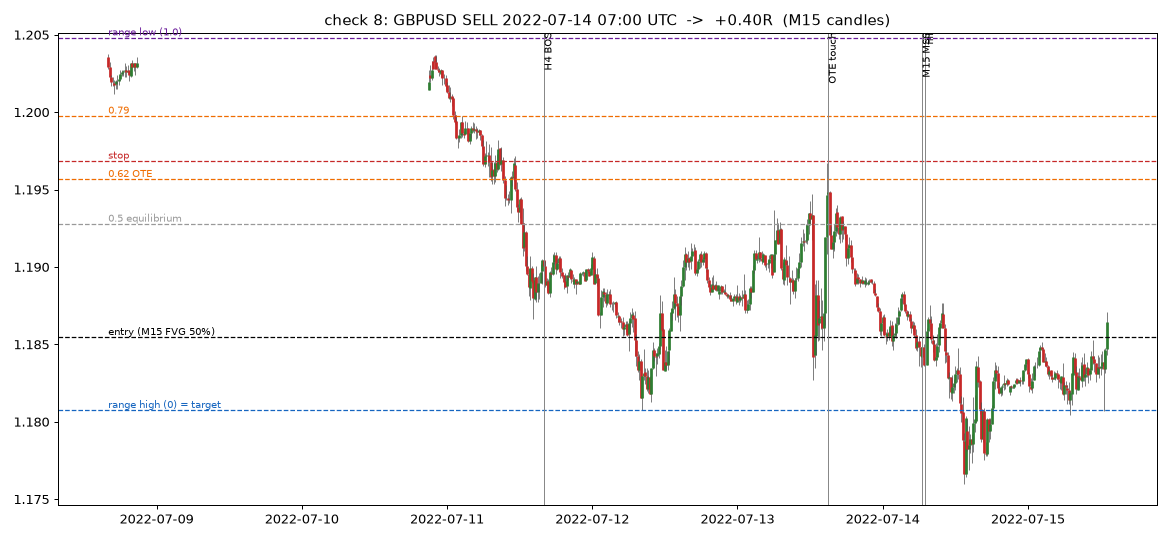 check 8: GBPUSD SELL 2022-07-14 07:00 UTC -> +0.40R (M15 candles)
1.205
1.200
1.195
1.190
1.185
1.180
1.175
range low (1.0)
0.79
stop
0.62 OTE
0.5 equilibrium
entry (M15 FVG 50%)
range high (0) = target
H4 BOS
OTE touch
M15
2022-07-09
2022-07-10
2022-07-11
2022-07-12
2022-07-13
2022-07-14
2022-07-15